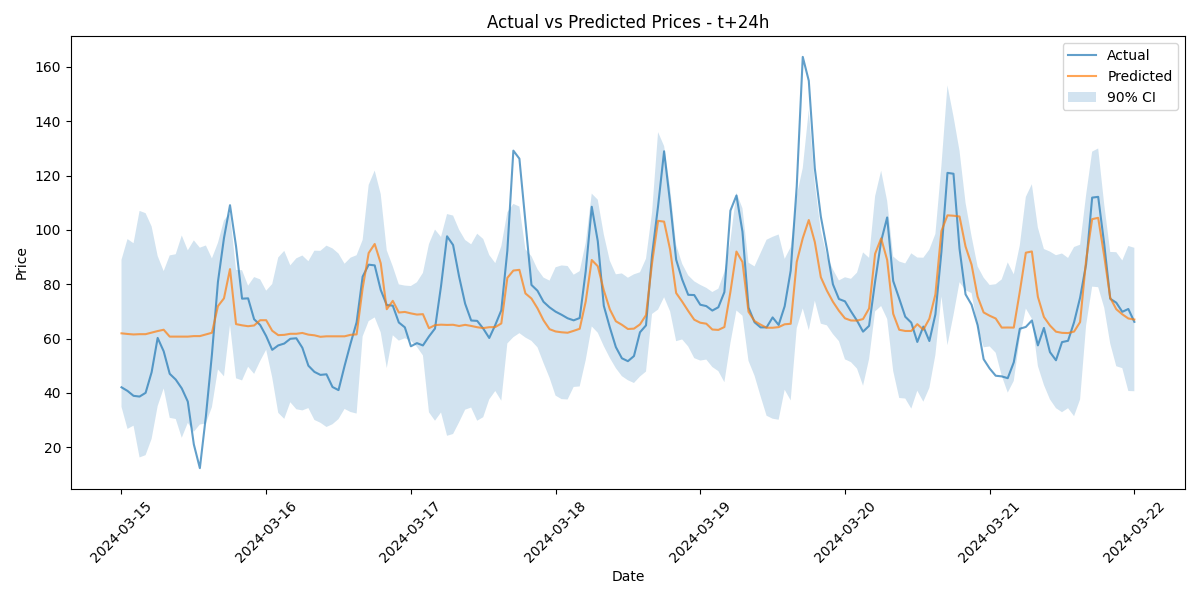 Actual vs Predicted Prices - t+24h
Actual
Predicted
90% CI
Price
160
140
120
100
80
60
40
20
2024-03-15
2024-03-16
2024-03-17
2024-03-18
2024-03-19
2024-03-20
2024-03-21
2024-03-22
Date